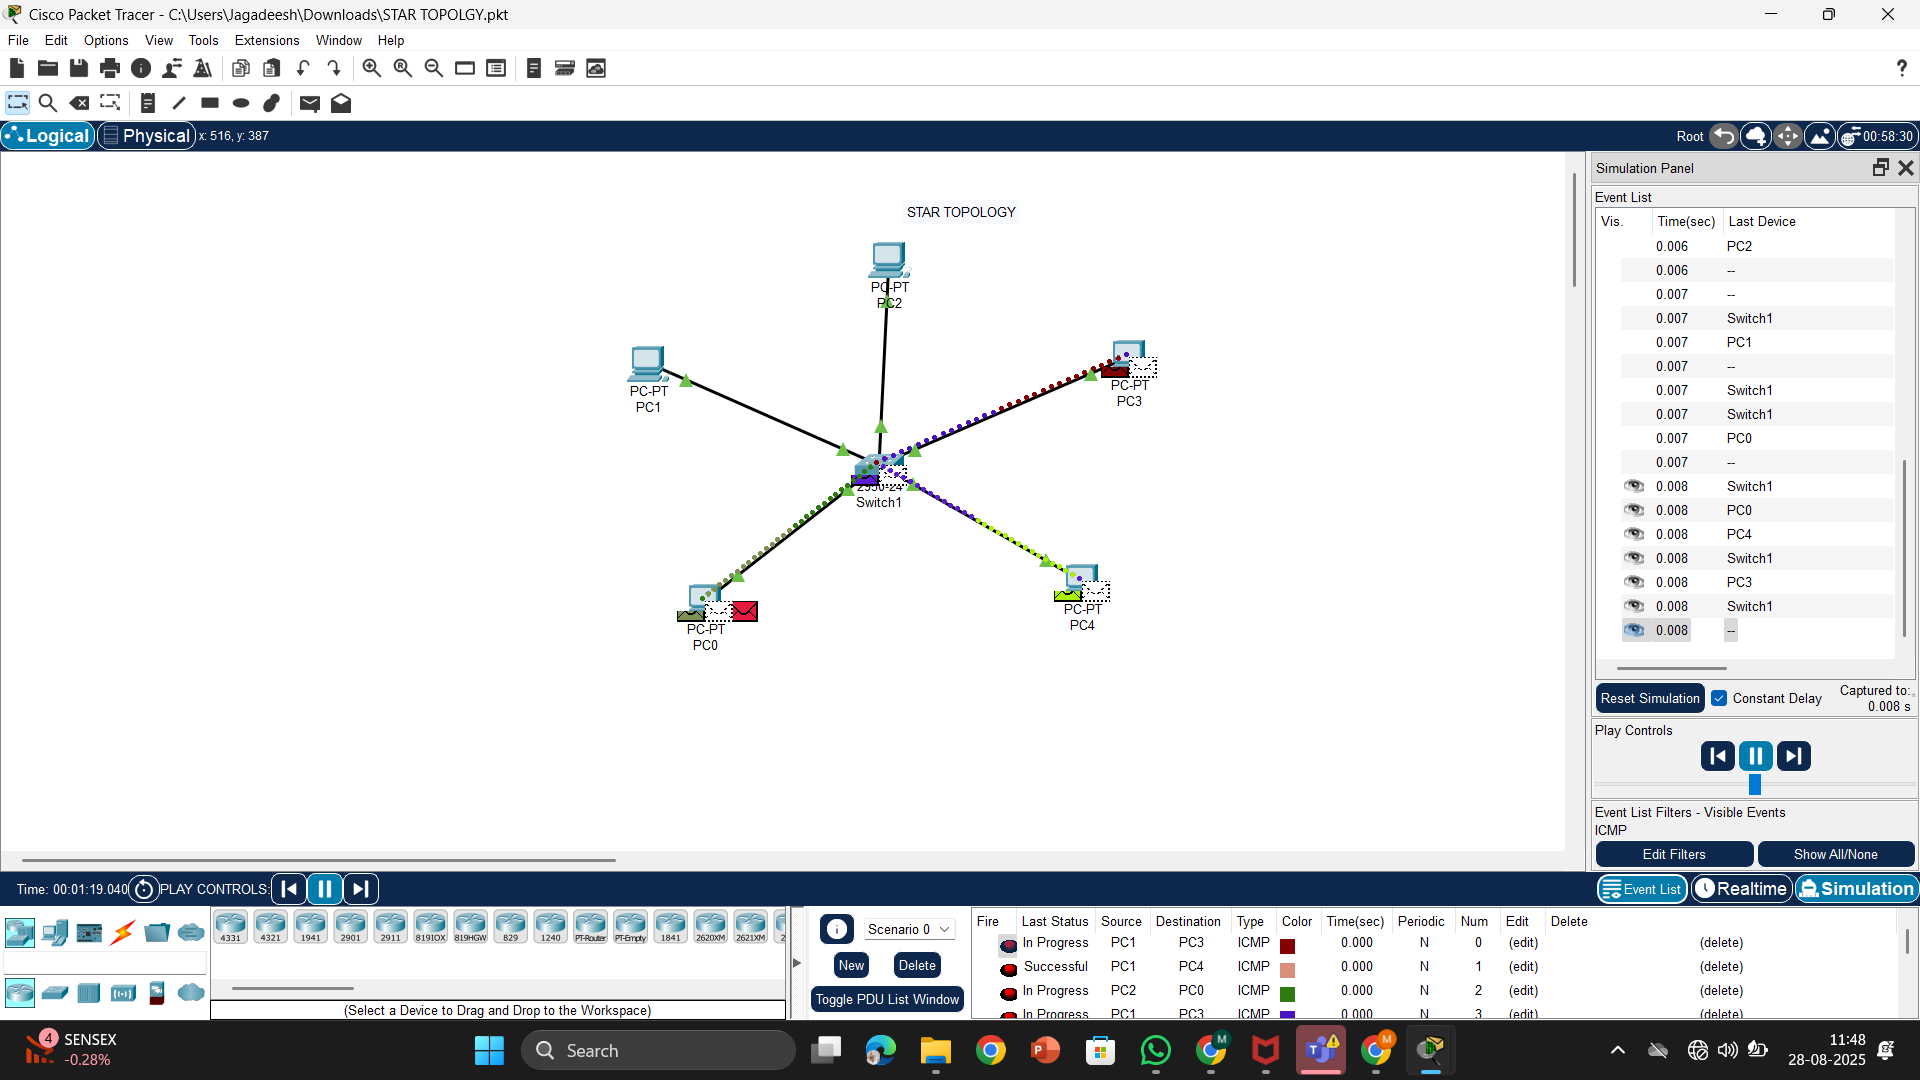 Cisco Packet Tracer - C:\Users\Jagadeesh\Downloads\STAR TOPOLGY.pkt
File Edit Options View Tools Extensions Window Help
Logical Physical x: 516, y: 387 Root 00:58:30
STAR TOPOLOGY
PC-PT
PC2
PC-PT
PC1
PC-PT
PC3
2950-24
Switch1
PC-PT
PC0
PC-PT
PC4
Simulation Panel
Event List
Vis. Time(sec) Last Device
0.006 PC2
0.006 --
0.007 --
0.007 Switch1
0.007 PC1
0.007 --
0.007 Switch1
0.007 Switch1
0.007 PC0
0.007 --
0.008 Switch1
0.008 PC0
0.008 PC4
0.008 Switch1
0.008 PC3
0.008 Switch1
0.008 --
Reset Simulation Constant Delay Captured to:
0.008 s
Play Controls
Event List Filters - Visible Events
ICMP
Edit Filters Show All/None
Time: 00:01:19.040 PLAY CONTROLS: Event List Realtime Simulation
4331 4321 1941 2901 2911 819IOX 819HGW 829 1240 PT-Router PT-Empty 1841 2620XM 2621XM 2
(Select a Device to Drag and Drop to the Workspace)
Scenario 0
New Delete
Toggle PDU List Window
Fire Last Status Source Destination Type Color Time(sec) Periodic Num Edit Delete
In Progress PC1 PC3 ICMP 0.000 N 0 (edit) (delete)
Successful PC1 PC4 ICMP 0.000 N 1 (edit) (delete)
In Progress PC2 PC0 ICMP 0.000 N 2 (edit) (delete)
In Progress PC1 PC3 ICMP 0.000 N 3 (edit) (delete)
4 SENSEX
-0.28%
Search
M
M
11:48
28-08-2025